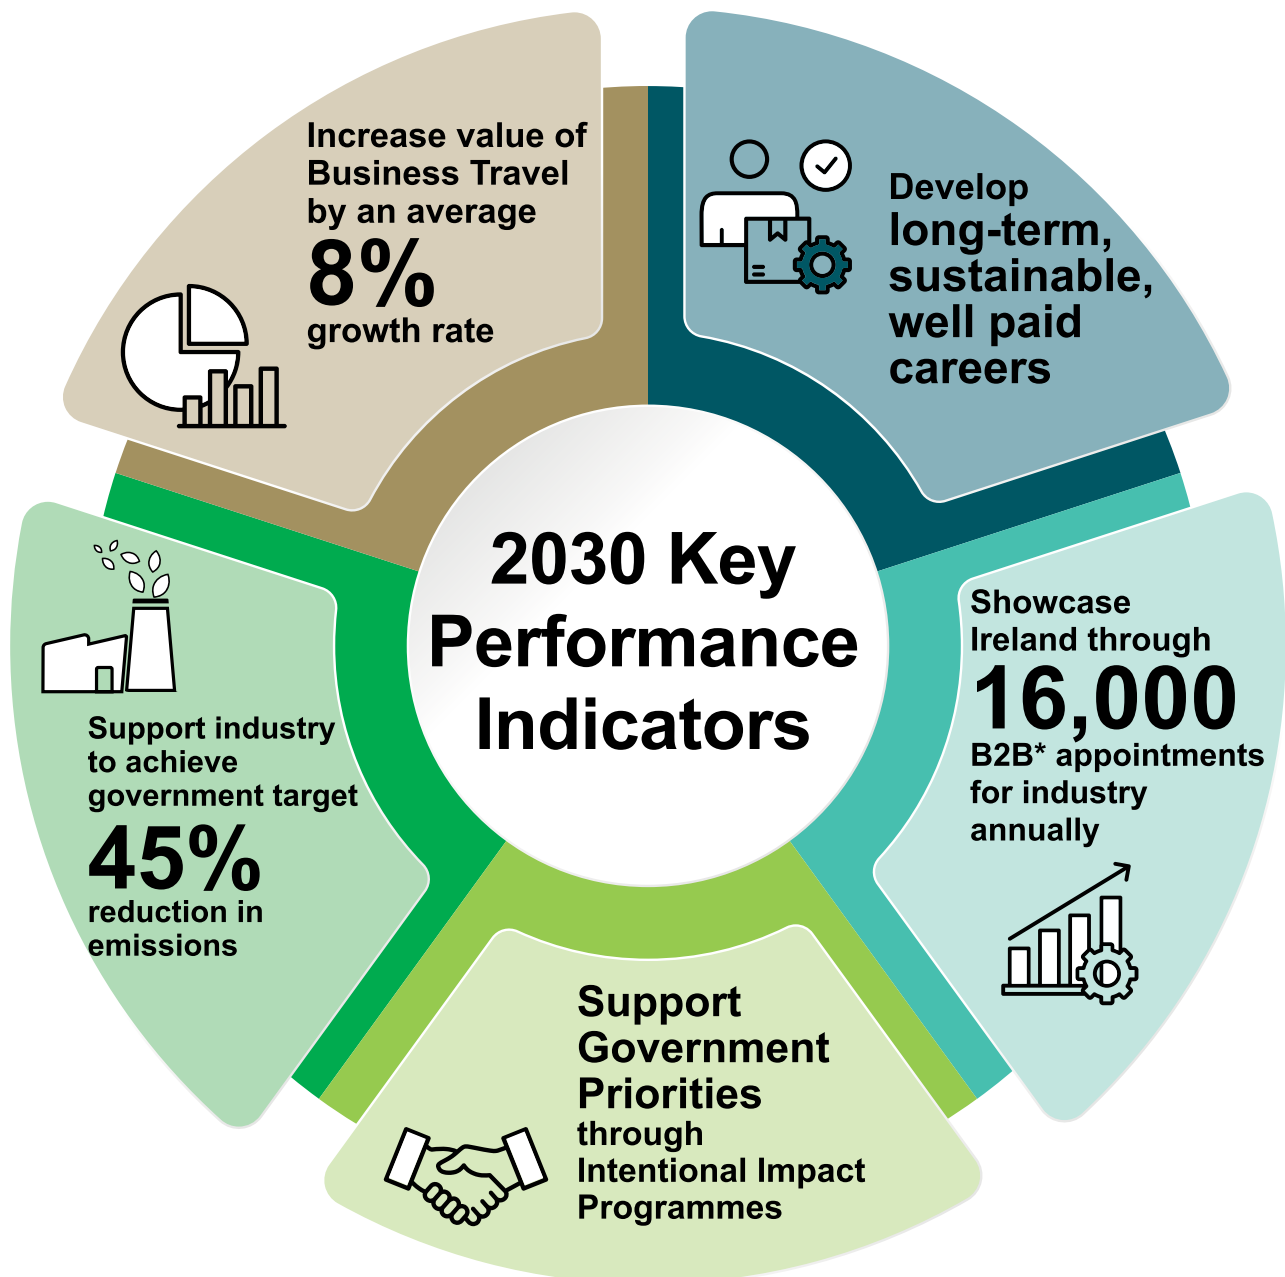 Increase value of
Business Travel
by an average
8%
growth rate
Develop
long-term,
sustainable,
well paid
careers
2030 Key
Performance
Indicators
Showcase
Ireland through
16,000
B2B* appointments
for industry
annually
Support industry
to achieve
government target
45%
reduction in
emissions
Support
Government
Priorities
through
Intentional Impact
Programmes